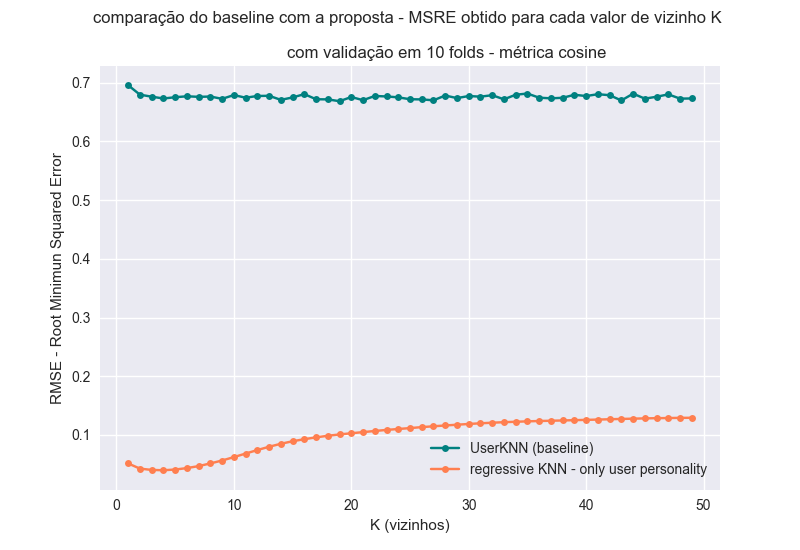 comparação do baseline com a proposta - MSRE obtido para cada valor de vizinho K
com validação em 10 folds - métrica cosine
RMSE - Root Minimun Squared Error
0.7
0.6
0.5
0.4
0.3
0.2
0.1
UserKNN (baseline)
regressive KNN - only user personality
0 10 20 30 40 50
K (vizinhos)